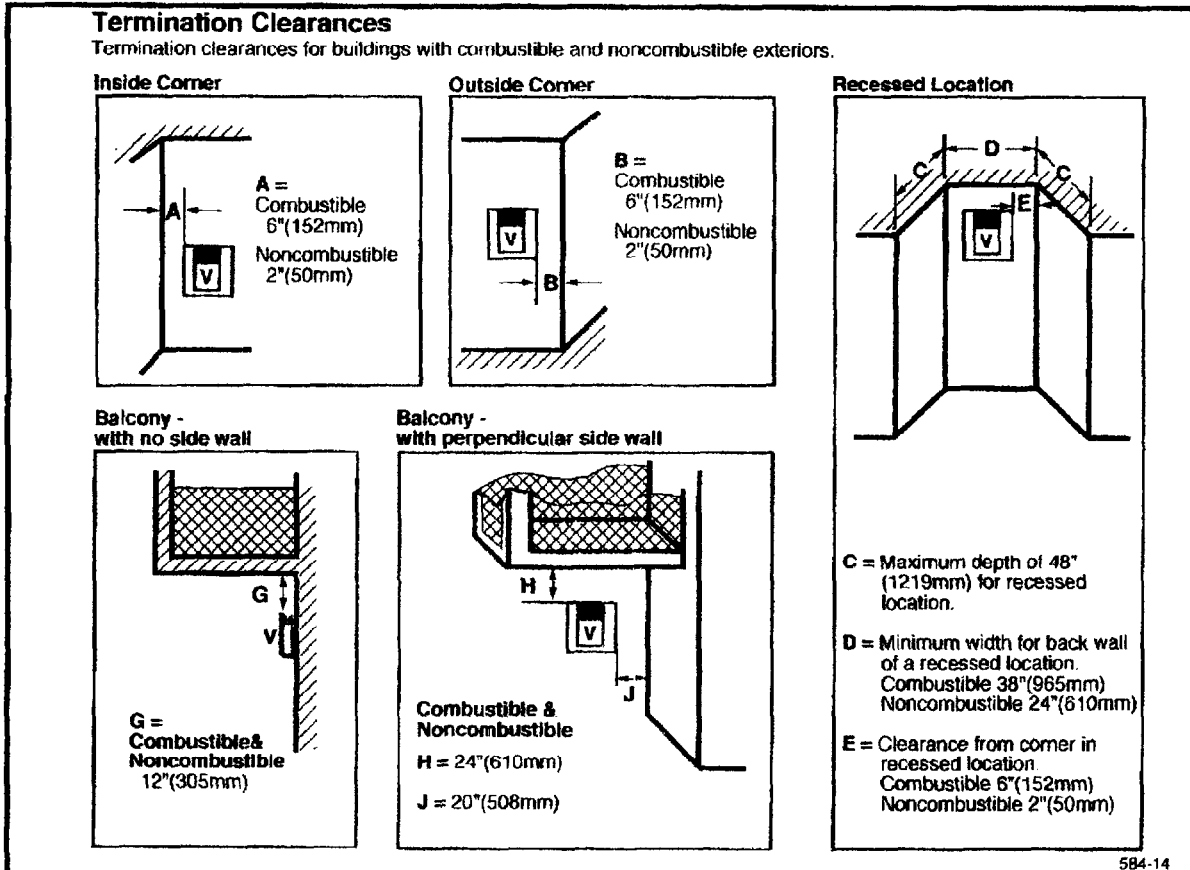 Termination Clearances
Termination clearances for buildings with combustible and noncombustible exteriors.
Inside Corner
A
A =
Combustible
6"(152mm)
Noncombustible
2"(50mm)
V
Outside Corner
B =
Combustible
6"(152mm)
Noncombustible
2"(50mm)
V
B
Recessed Location
C
D
C
E
V
C = Maximum depth of 48"
(1219mm) for recessed
location.
D = Minimum width for back wall
of a recessed location.
Combustible 38"(965mm)
Noncombustible 24"(610mm)
E = Clearance from corner in
recessed location.
Combustible 6"(152mm)
Noncombustible 2"(50mm)
Balcony -
with no side wall
G
V
G =
Combustible&
Noncombustible
12"(305mm)
Balcony -
with perpendicular side wall
H
V
J
Combustible &
Noncombustible
H = 24"(610mm)
J = 20"(508mm)
584-14